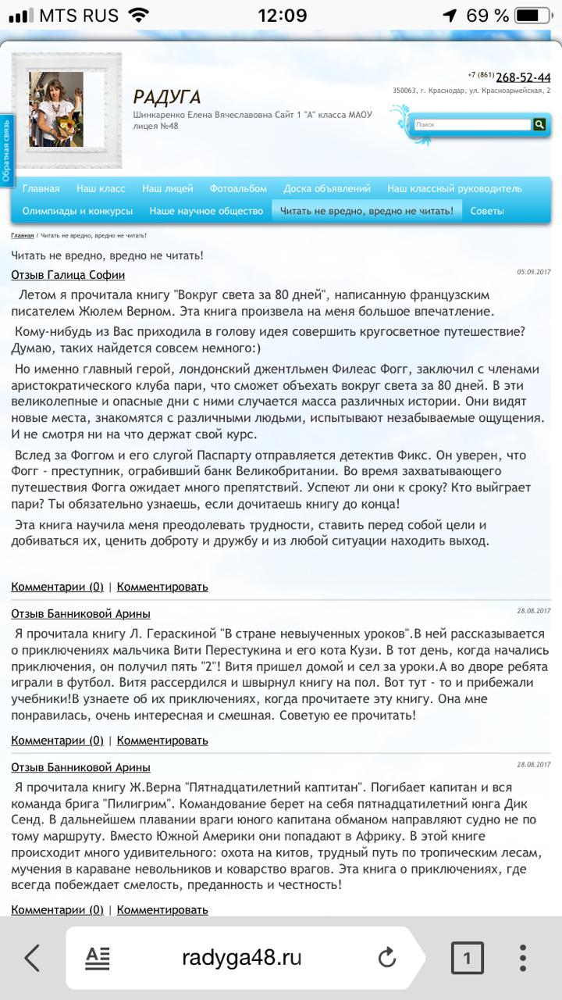 MTS RUS 12:09 69 %
РАДУГА
Шинкаренко Елена Вячеславовна Сайт 1 "А" класса МАОУ
лицея №48
+7 (861) 268-52-44
350063, г. Краснодар, ул. Красноармейская, 2
Поиск
Обратная связь
Главная Наш класс Наш лицей Фотоальбом Доска объявлений Наш классный руководитель
Олимпиады и конкурсы Наше научное общество Читать не вредно, вредно не читать! Советы
Главная / Читать не вредно, вредно не читать!
Читать не вредно, вредно не читать!
Отзыв Галица Софии 05.09.2017
Летом я прочитала книгу "Вокруг света за 80 дней", написанную французским
писателем Жюлем Верном. Эта книга произвела на меня большое впечатление.
Кому-нибудь из Вас приходила в голову идея совершить кругосветное путешествие?
Думаю, таких найдется совсем немного:)
Но именно главный герой, лондонский джентльмен Филеас Фогг, заключил с членами
аристократического клуба пари, что сможет объехать вокруг света за 80 дней. В эти
великолепные и опасные дни с ними случается масса различных истории. Они видят
новые места, знакомятся с различными людьми, испытывают незабываемые ощущения.
И не смотря ни на что держат свой курс.
Вслед за Фоггом и его слугой Паспарту отправляется детектив Фикс. Он уверен, что
Фогг - преступник, ограбивший банк Великобритании. Во время захватывающего
путешествия Фогга ожидает много препятствий. Успеют ли они к сроку? Кто выйграет
пари? Ты обязательно узнаешь, если дочитаешь книгу до конца!
Эта книга научила меня преодолевать трудности, ставить перед собой цели и
добиваться их, ценить доброту и дружбу и из любой ситуации находить выход.
Комментарии (0) | Комментировать
Отзыв Банниковой Арины 28.08.2017
Я прочитала книгу Л. Гераскиной "В стране невыученных уроков".В ней рассказывается
о приключениях мальчика Вити Перестукина и его кота Кузи. В тот день, когда начались
приключения, он получил пять "2"! Витя пришел домой и сел за уроки.А во дворе ребята
играли в футбол. Витя рассердился и швырнул книгу на пол. Вот тут - то и прибежали
учебники!В узнаете об их приключениях, когда прочитаете эту книгу. Она мне
понравилась, очень интересная и смешная. Советую ее прочитать!
Комментарии (0) | Комментировать
Отзыв Банниковой Арины 28.08.2017
Я прочитала книгу Ж.Верна "Пятнадцатилетний каптитан". Погибает капитан и вся
команда брига "Пилигрим". Командование берет на себя пятнадцатилетний юнга Дик
Сенд. В дальнейшем плавании враги юного капитана обманом направляют судно не по
тому маршруту. Вместо Южной Америки они попадают в Африку. В этой книге
происходит много удивительного: охота на китов, трудный путь по тропическим лесам,
мучения в караване невольников и коварство врагов. Эта книга о приключениях, где
всегда побеждает смелость, преданность и честность!
Комментарии (0) | Комментировать
radyga48.ru 1